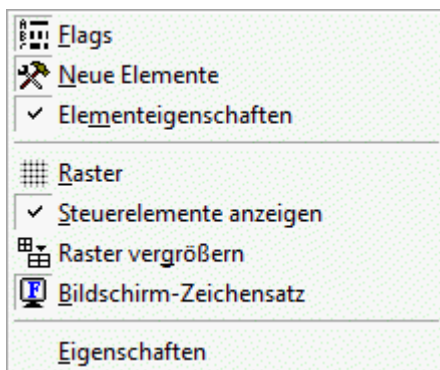 Flags
Neue Elemente
Elementeigenschaften
Raster
Steuerelemente anzeigen
Raster vergrößern
Bildschirm-Zeichensatz
Eigenschaften